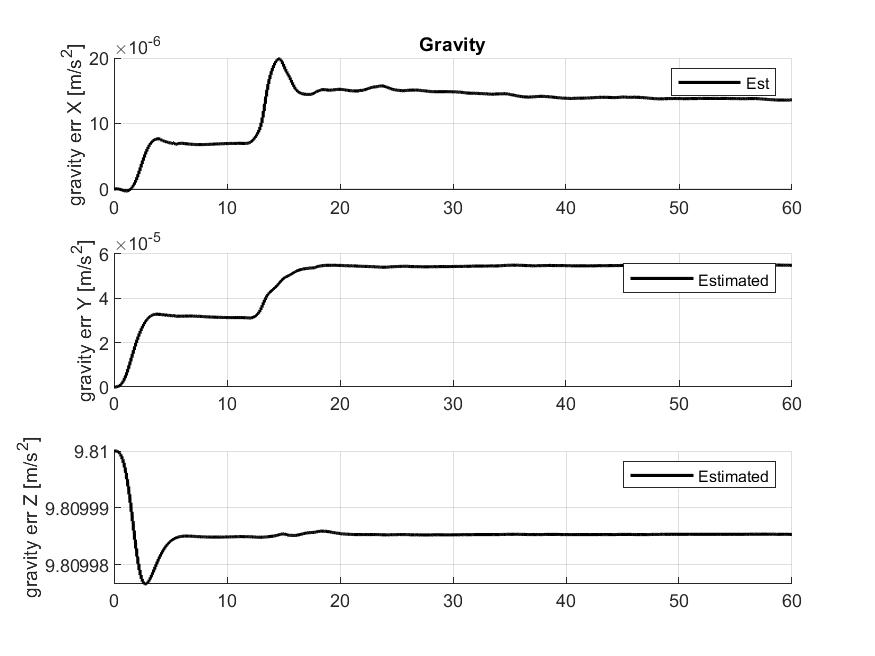 Gravity
×10-6
gravity err X [m/s2]
20
10
0
Est
0 10 20 30 40 50 60
×10-5
gravity err Y [m/s2]
6
4
2
0
Estimated
0 10 20 30 40 50 60
gravity err Z [m/s2]
9.81
9.80999
9.80998
Estimated
0 10 20 30 40 50 60